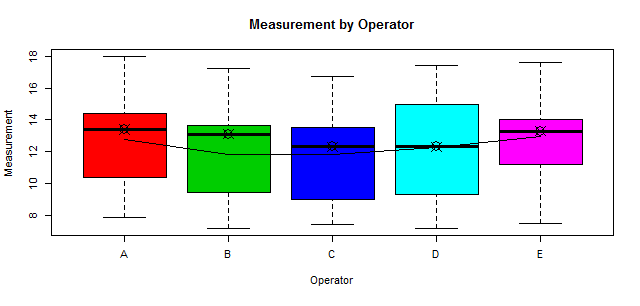 Measurement by Operator
Measurement
18
16
14
12
10
8
A B C D E
Operator